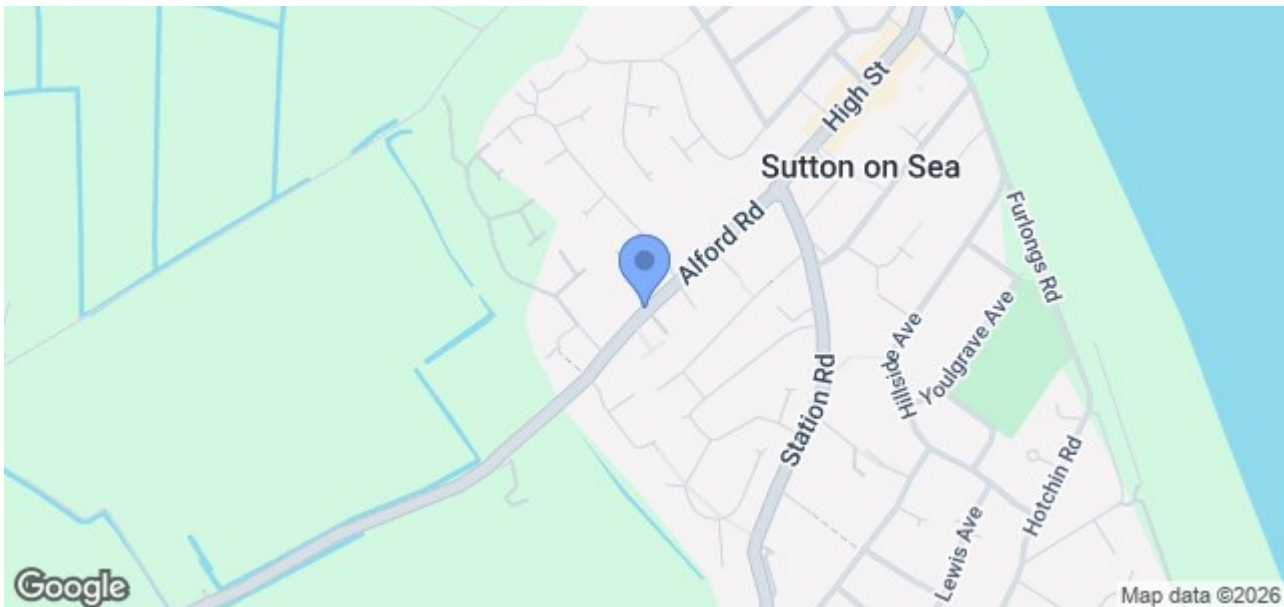 High St
Sutton on Sea
Alford Rd
Furlongs Rd
Hillside Ave
Youlgrave Ave
Station Rd
Hotchin Rd
Lewis Ave
Google
Map data ©2026